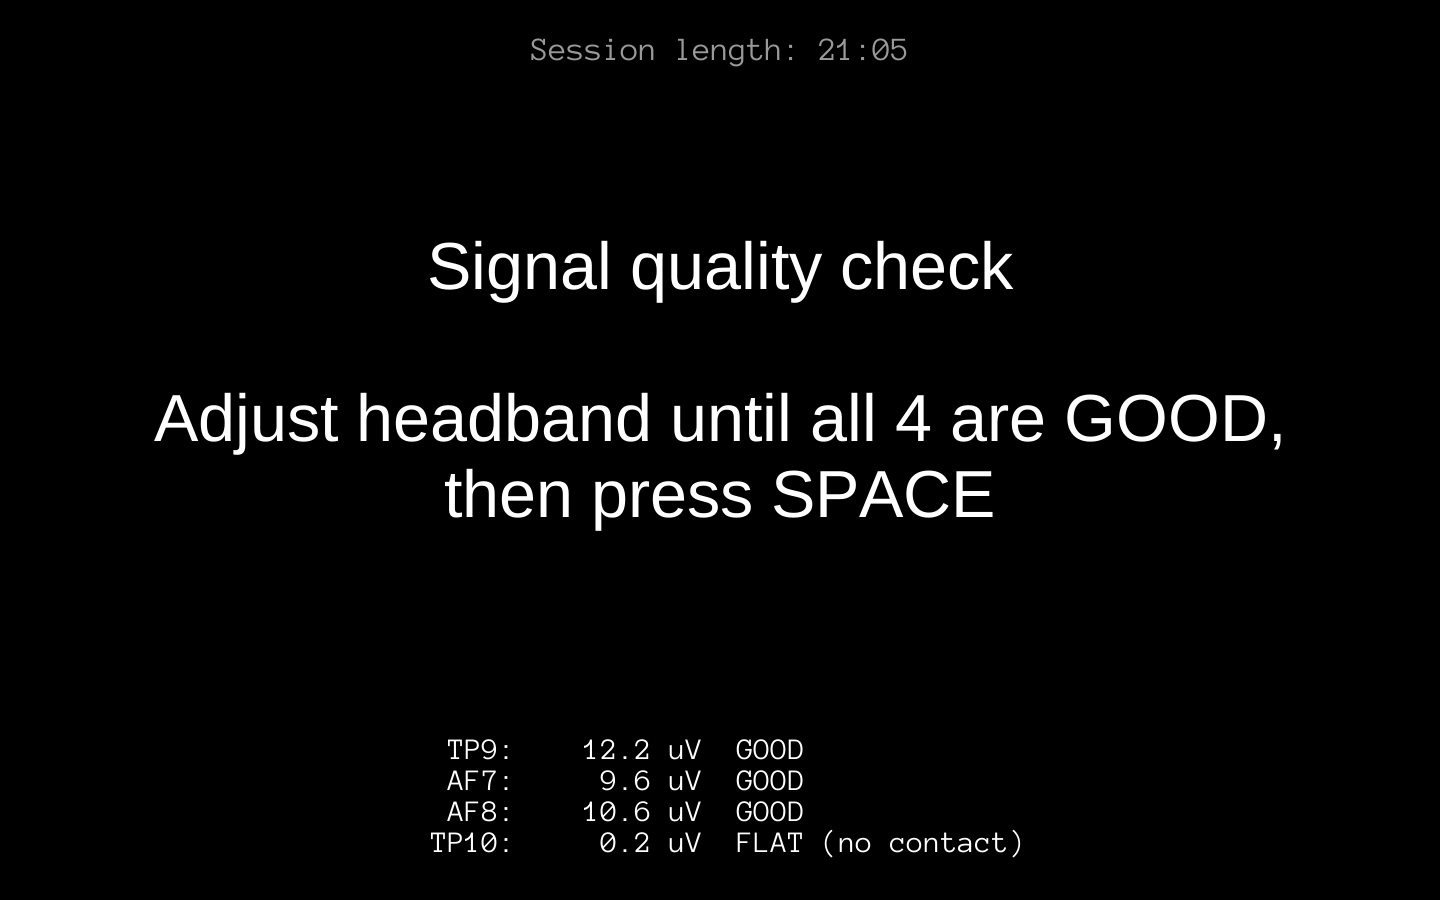 Session length: 21:05
Signal quality check
Adjust headband until all 4 are GOOD,
then press SPACE
TP9: 12.2 uV GOOD
AF7: 9.6 uV GOOD
AF8: 10.6 uV GOOD
TP10: 0.2 uV FLAT (no contact)